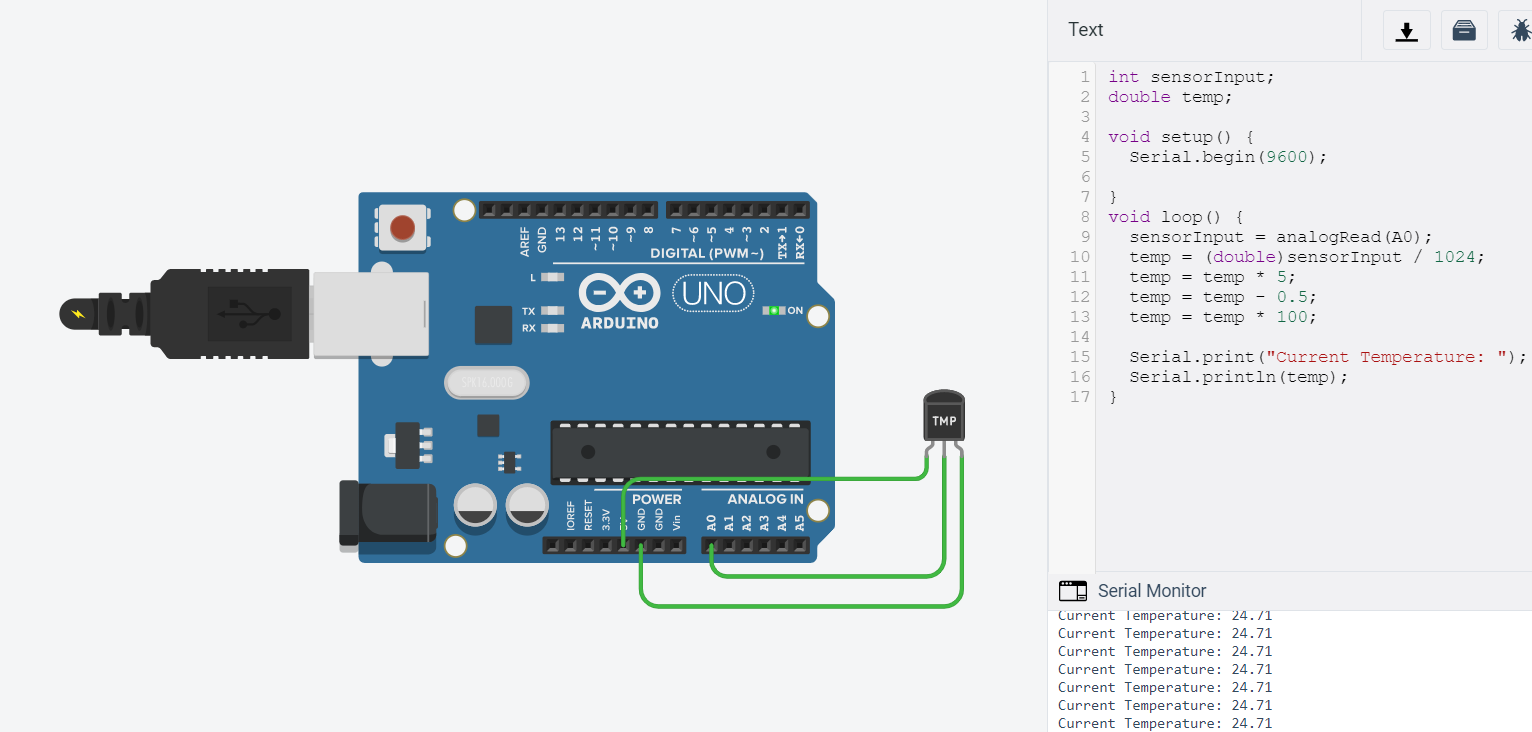 Text
1 int sensorInput;
2 double temp;
3
4 void setup() {
5   Serial.begin(9600);
6
7 }
8 void loop() {
9   sensorInput = analogRead(A0);
10   temp = (double)sensorInput / 1024;
11   temp = temp * 5;
12   temp = temp - 0.5;
13   temp = temp * 100;
14
15   Serial.print("Current Temperature: ");
16   Serial.println(temp);
17 }
Serial Monitor
Current Temperature: 24.71
Current Temperature: 24.71
Current Temperature: 24.71
Current Temperature: 24.71
Current Temperature: 24.71
Current Temperature: 24.71
Current Temperature: 24.71
AREF GND 13 12 ~11 ~10 ~9 8 7 ~6 ~5 4 ~3 2 TX→1 RX←0
DIGITAL (PWM~)
L
TX
RX
UNO
ARDUINO
ON
TMP
POWER
ANALOG IN
IOREF RESET 3.3V GND GND Vin A0 A1 A2 A3 A4 A5